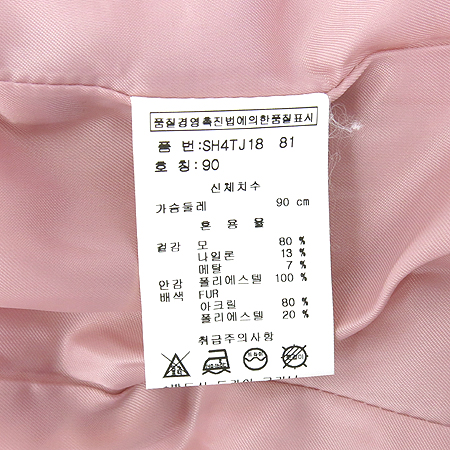 품질경영촉진법에의한품질표시
품 번:SH4TJ18 81
호 칭:90
신체치수
가슴둘레 90 cm
혼 용 율
겉감 모 80 %
나일론 13 %
메탈 7 %
안감 폴리에스텔 100 %
배색 FUR
아크릴 80 %
폴리에스텔 20 %
취급주의사항